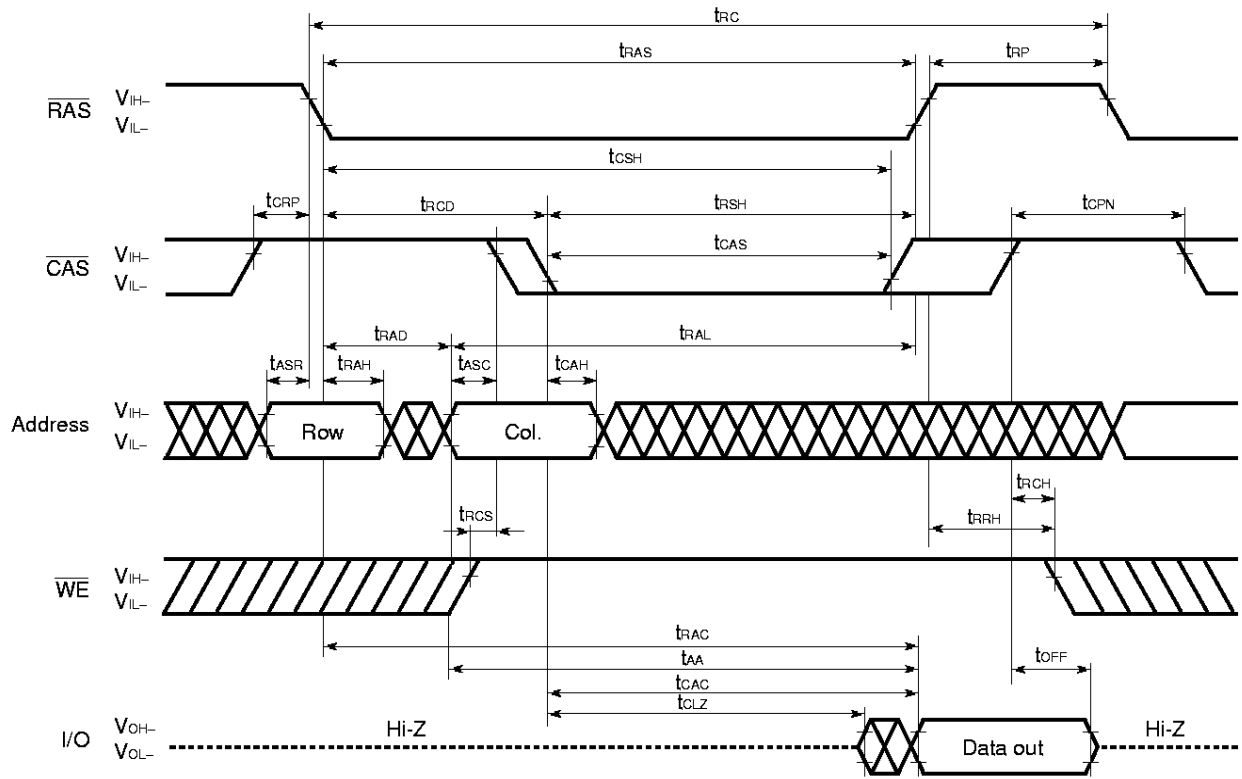 tRC
tRAS
tRP
RAS
VIH–
VIL–
tCSH
tCRP
tRCD
tRSH
tCPN
tCAS
CAS
VIH–
VIL–
tRAD
tRAL
tASR
tRAH
tASC
tCAH
Address
VIH–
VIL–
Row
Col.
tRCH
tRCS
tRRH
WE
VIH–
VIL–
tRAC
tAA
tOFF
tCAC
tCLZ
I/O
VOH–
VOL–
Hi-Z
Data out
Hi-Z